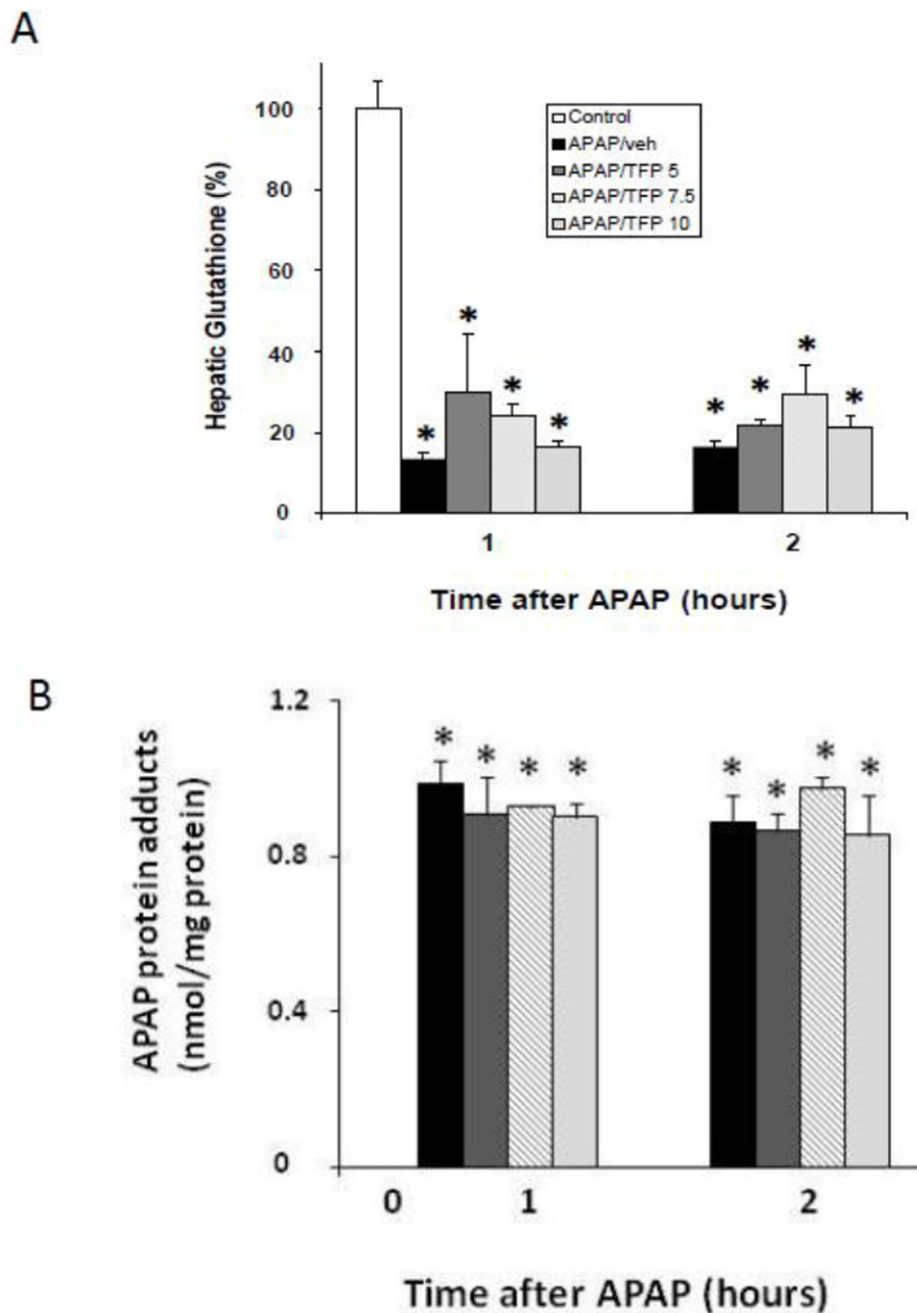 A
Hepatic Glutathione (%)
100
80
60
40
20
0
Control
APAP/veh
APAP/TFP 5
APAP/TFP 7.5
APAP/TFP 10
*
*
*
*
*
*
*
*
1
2
Time after APAP (hours)
B
APAP protein adducts
(nmol/mg protein)
1.2
0.8
0.4
0
*
*
*
*
*
*
*
*
0
1
2
Time after APAP (hours)